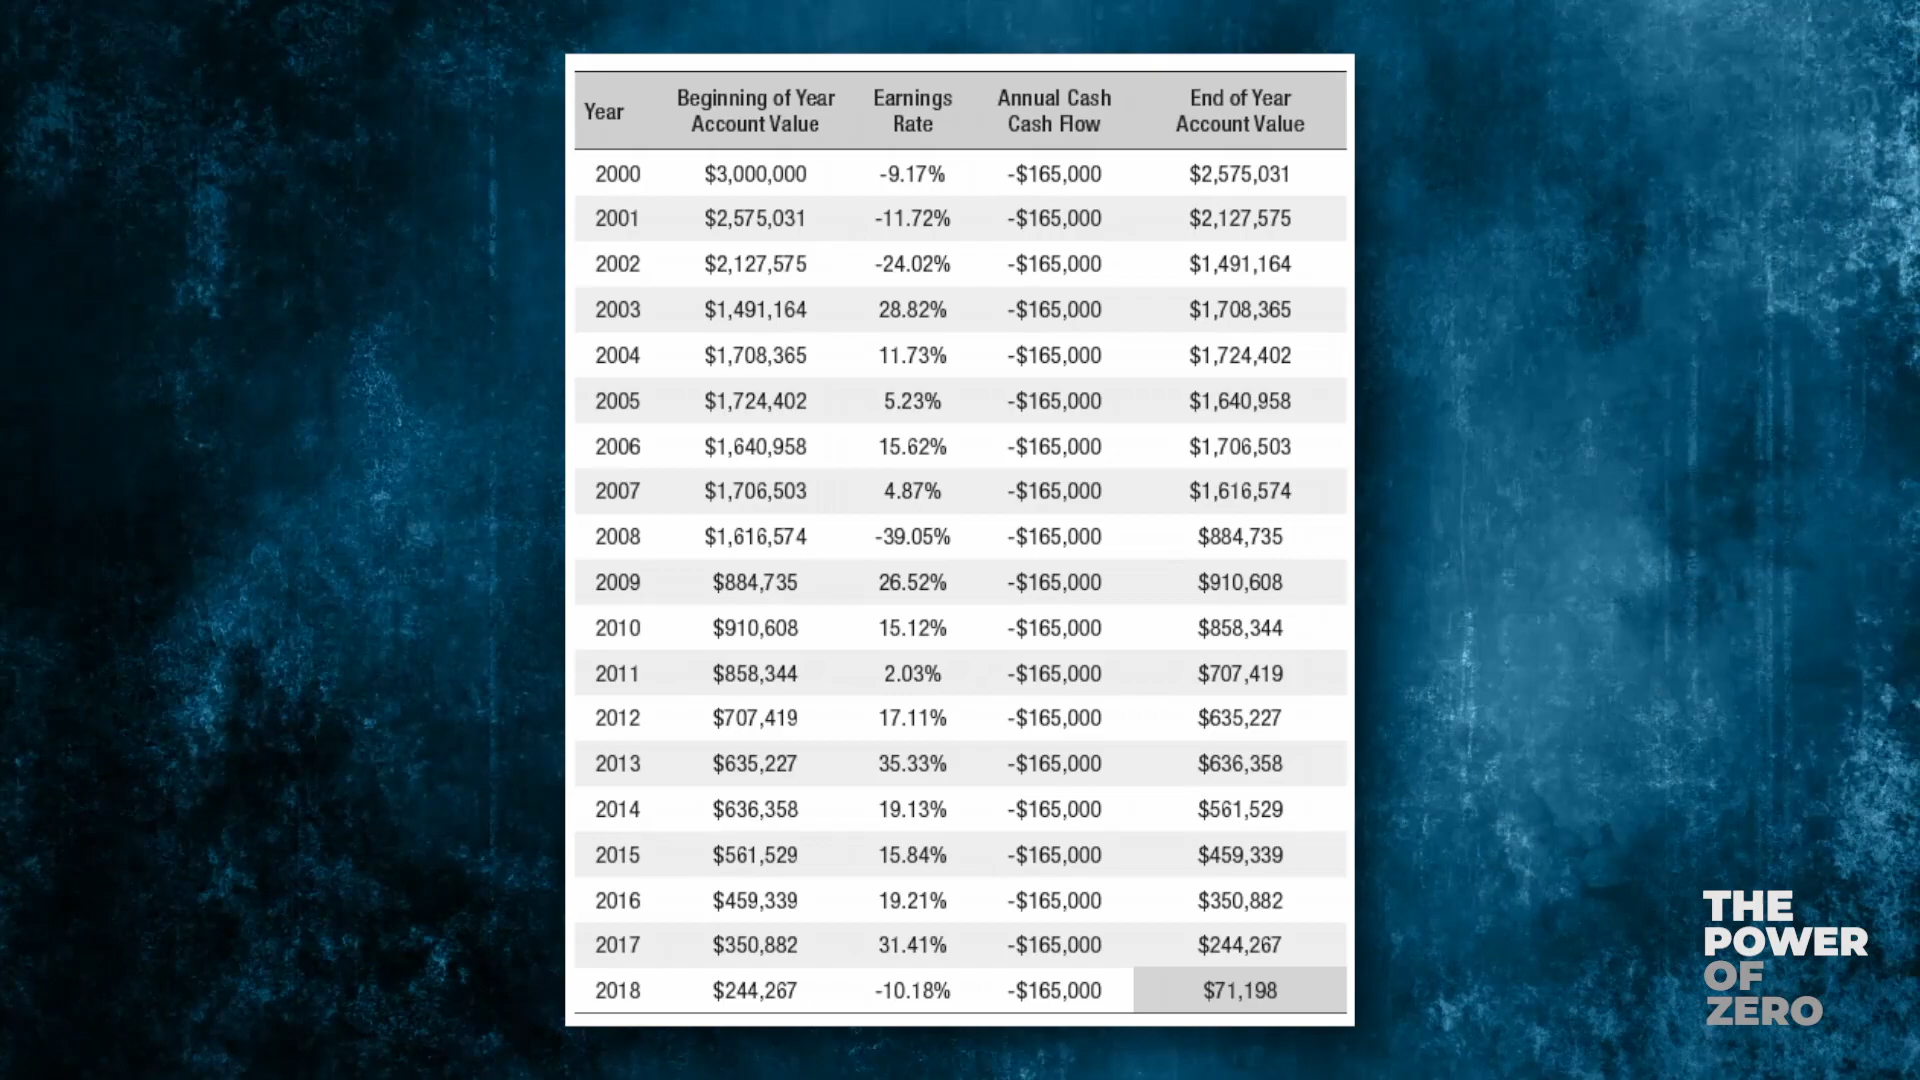 Year Beginning of Year Account Value Earnings Rate Annual Cash Cash Flow End of Year Account Value
2000 $3,000,000 -9.17% -$165,000 $2,575,031
2001 $2,575,031 -11.72% -$165,000 $2,127,575
2002 $2,127,575 -24.02% -$165,000 $1,491,164
2003 $1,491,164 28.82% -$165,000 $1,708,365
2004 $1,708,365 11.73% -$165,000 $1,724,402
2005 $1,724,402 5.23% -$165,000 $1,640,958
2006 $1,640,958 15.62% -$165,000 $1,706,503
2007 $1,706,503 4.87% -$165,000 $1,616,574
2008 $1,616,574 -39.05% -$165,000 $884,735
2009 $884,735 26.52% -$165,000 $910,608
2010 $910,608 15.12% -$165,000 $858,344
2011 $858,344 2.03% -$165,000 $707,419
2012 $707,419 17.11% -$165,000 $635,227
2013 $635,227 35.33% -$165,000 $636,358
2014 $636,358 19.13% -$165,000 $561,529
2015 $561,529 15.84% -$165,000 $459,339
2016 $459,339 19.21% -$165,000 $350,882
2017 $350,882 31.41% -$165,000 $244,267
2018 $244,267 -10.18% -$165,000 $71,198
THE
POWER
OF
ZERO